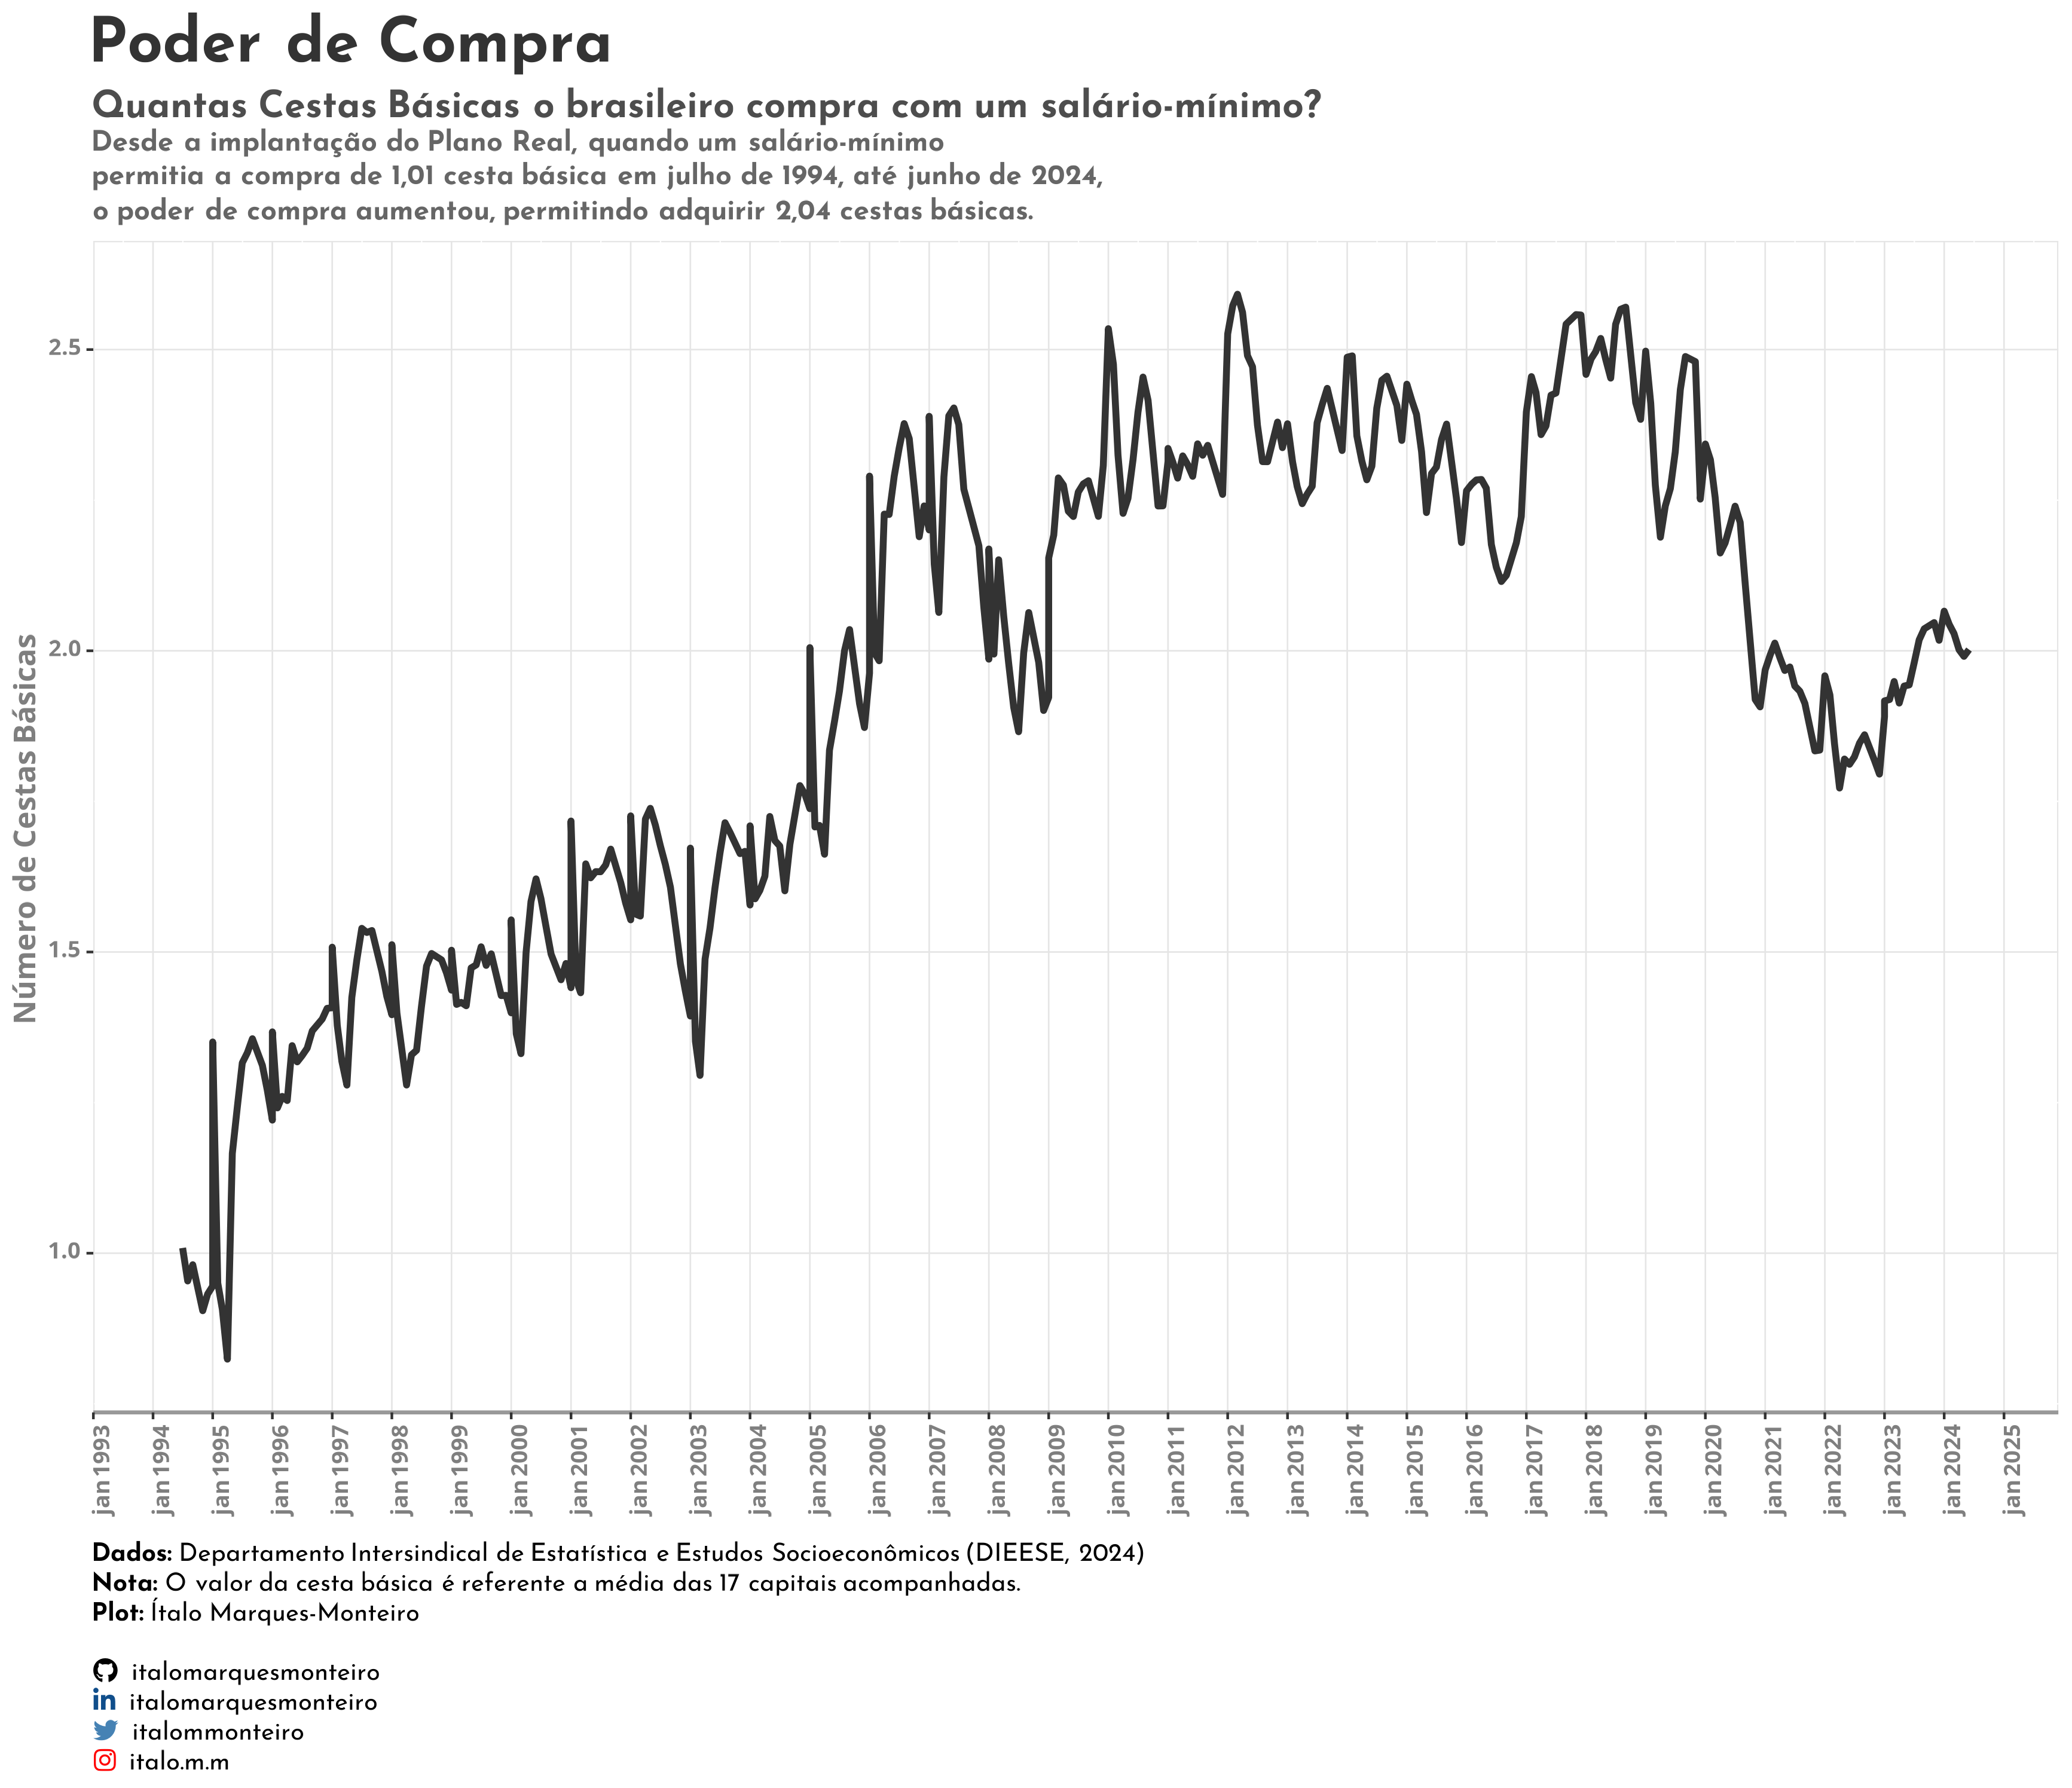 Poder de Compra
Quantas Cestas Básicas o brasileiro compra com um salário-mínimo?
Desde a implantação do Plano Real, quando um salário-mínimo
permitia a compra de 1,01 cesta básica em julho de 1994, até junho de 2024,
o poder de compra aumentou, permitindo adquirir 2,04 cestas básicas.
Número de Cestas Básicas
2.5
2.0
1.5
1.0
jan 1993
jan 1994
jan 1995
jan 1996
jan 1997
jan 1998
jan 1999
jan 2000
jan 2001
jan 2002
jan 2003
jan 2004
jan 2005
jan 2006
jan 2007
jan 2008
jan 2009
jan 2010
jan 2011
jan 2012
jan 2013
jan 2014
jan 2015
jan 2016
jan 2017
jan 2018
jan 2019
jan 2020
jan 2021
jan 2022
jan 2023
jan 2024
jan 2025
Dados: Departamento Intersindical de Estatística e Estudos Socioeconômicos (DIEESE, 2024)
Nota: O valor da cesta básica é referente a média das 17 capitais acompanhadas.
Plot: Ítalo Marques-Monteiro
italomarquesmonteiro
italomarquesmonteiro
italommonteiro
italo.m.m